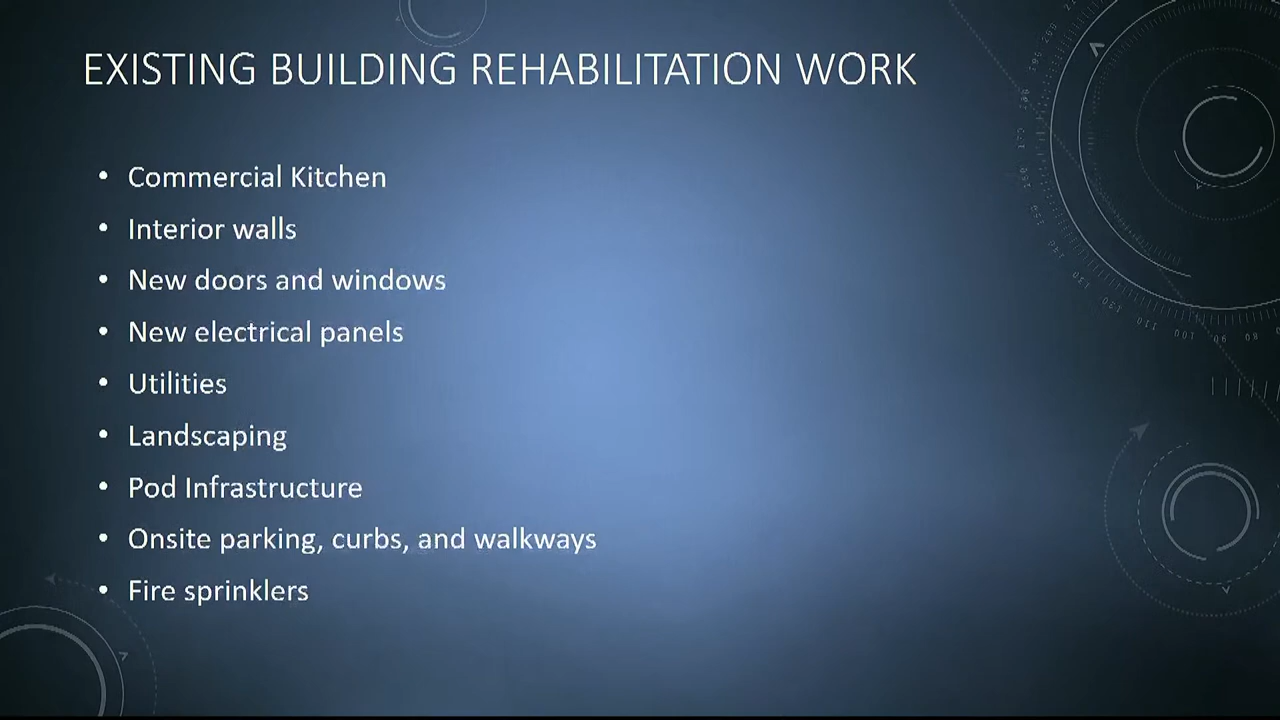 EXISTING BUILDING REHABILITATION WORK
• Commercial Kitchen
• Interior walls
• New doors and windows
• New electrical panels
• Utilities
• Landscaping
• Pod Infrastructure
• Onsite parking, curbs, and walkways
• Fire sprinklers